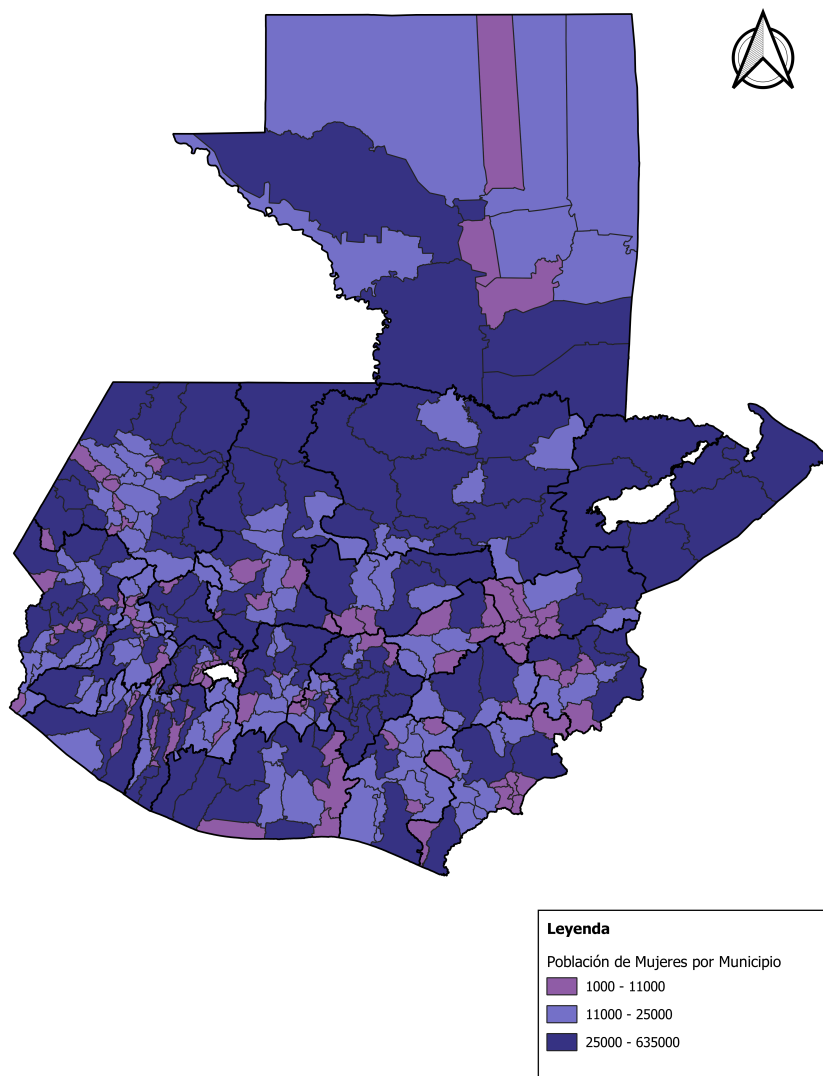 Leyenda
Población de Mujeres por Municipio
1000 - 11000
11000 - 25000
25000 - 635000